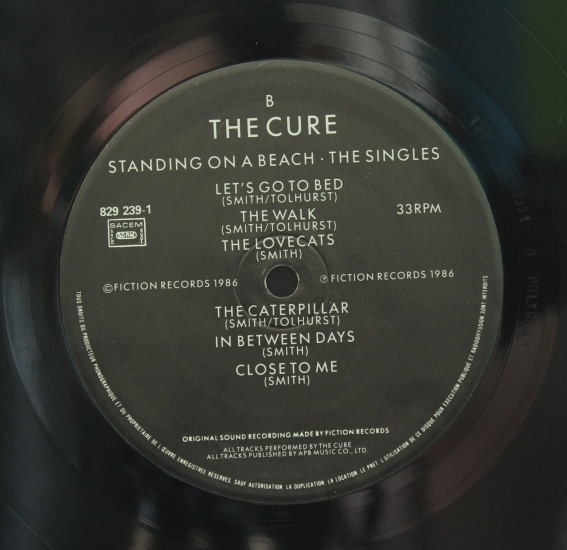 B
THE CURE
STANDING ON A BEACH · THE SINGLES
LET'S GO TO BED
(SMITH/TOLHURST)
829 239-1
THE WALK
33RPM
(SMITH/TOLHURST)
SACEM
THE LOVECATS
(SMITH)
©FICTION RECORDS 1986
℗ FICTION RECORDS 1986
THE CATERPILLAR
(SMITH/TOLHURST)
IN BETWEEN DAYS
(SMITH)
CLOSE TO ME
(SMITH)
ORIGINAL SOUND RECORDING MADE BY FICTION RECORDS
ALL TRACKS PERFORMED BY THE CURE
ALL TRACKS PUBLISHED BY APB MUSIC CO., LTD.
TOUS DROITS DU PRODUCTEUR PHONOGRAPHIQUE ET DU PROPRIETAIRE DE L'ŒUVRE ENREGISTREE RESERVES. SAUF AUTORISATION LA DUPLICATION, LA LOCATION, LE PRET, L'UTILISATION DE CE DISQUE POUR EXECUTION PUBLIQUE ET RADIODIFFUSION SONT INTERDITS